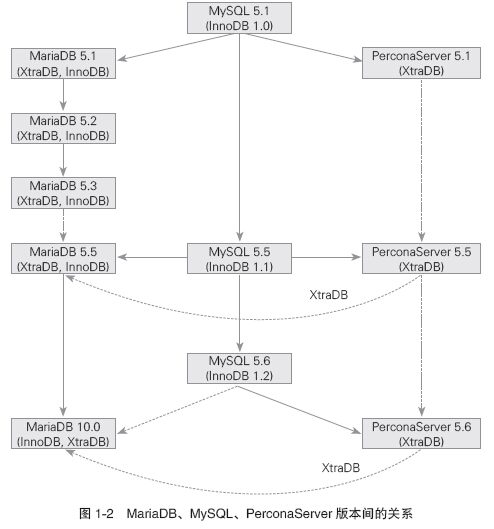 MySQL 5.1
(InnoDB 1.0)
MariaDB 5.1
(XtraDB, InnoDB)
PerconaServer 5.1
(XtraDB)
MariaDB 5.2
(XtraDB, InnoDB)
MariaDB 5.3
(XtraDB, InnoDB)
MariaDB 5.5
(XtraDB, InnoDB)
MySQL 5.5
(InnoDB 1.1)
PerconaServer 5.5
(XtraDB)
XtraDB
MySQL 5.6
(InnoDB 1.2)
MariaDB 10.0
(InnoDB, XtraDB)
PerconaServer 5.6
(XtraDB)
XtraDB
图 1-2 MariaDB、MySQL、PerconaServer 版本间的关系